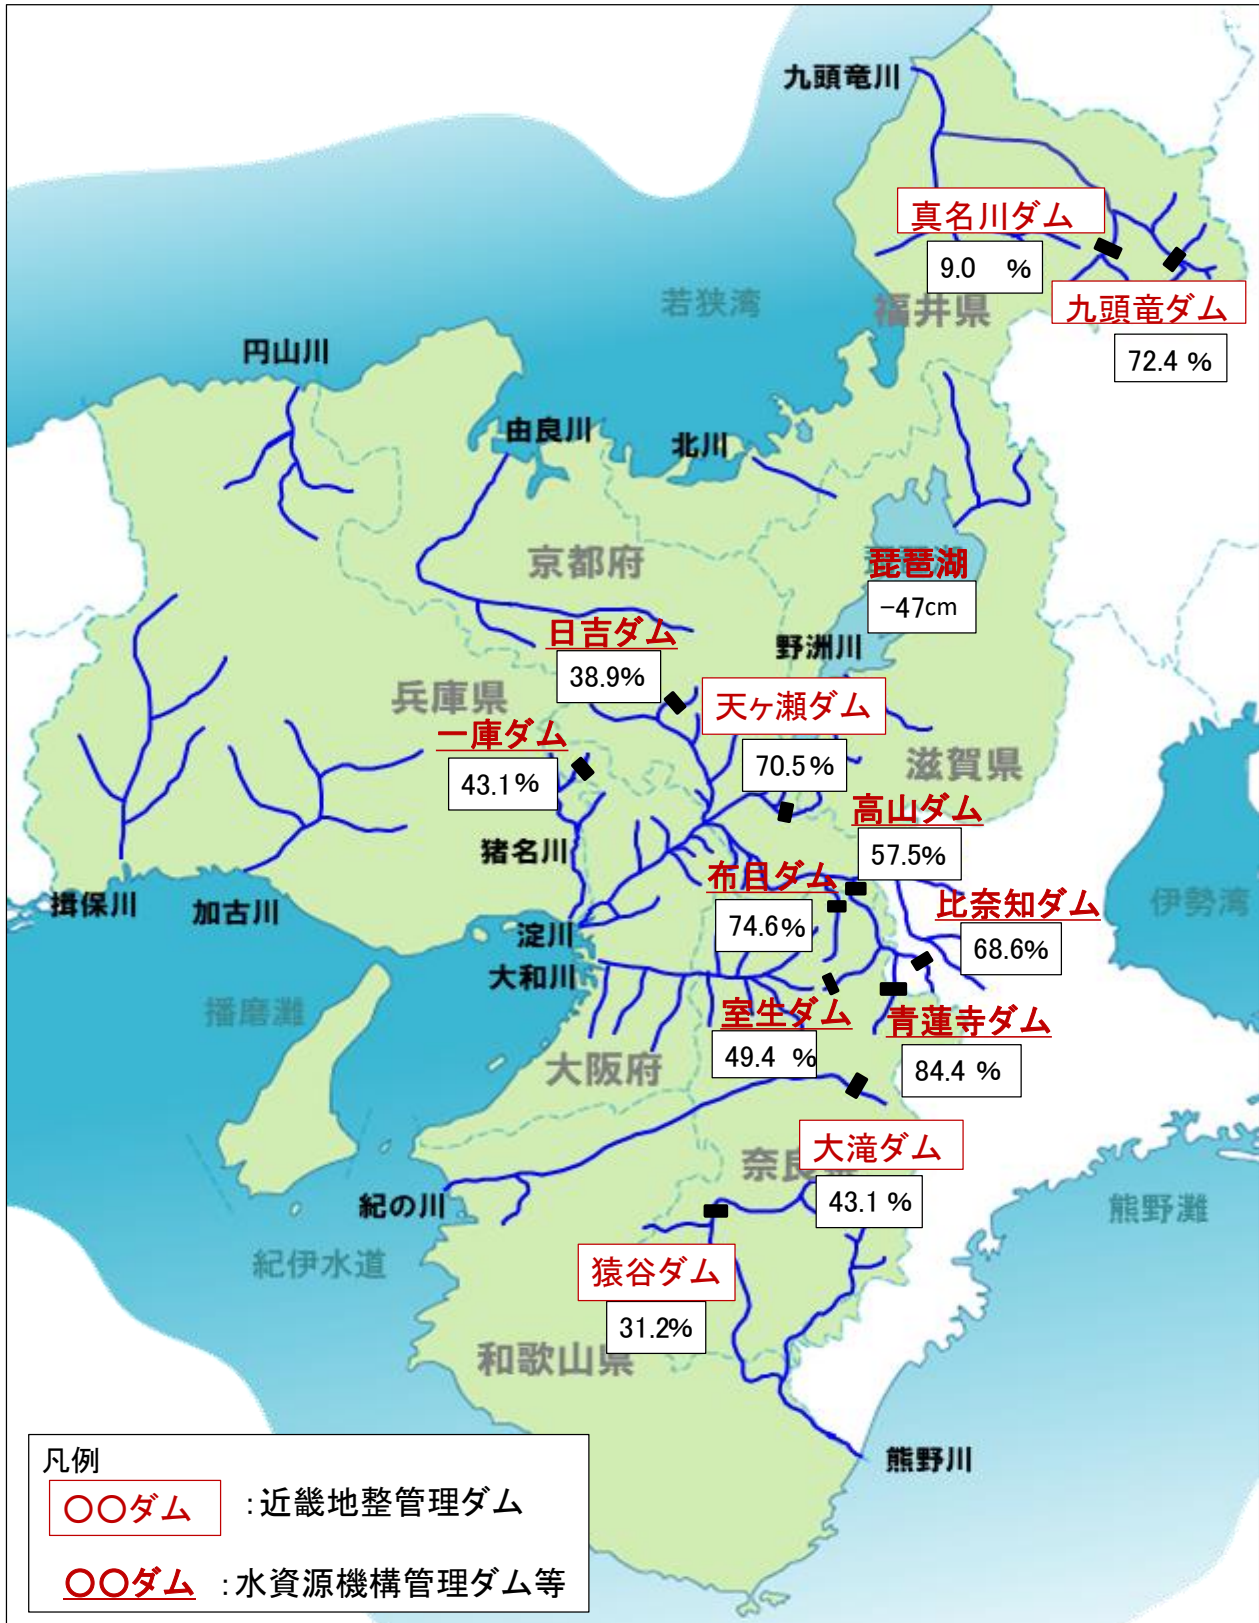 九頭竜川
真名川ダム
9.0 %
若狭湾
福井県
九頭竜ダム
72.4 %
円山川
由良川
北川
京都府
琵琶湖
-47cm
日吉ダム
38.9%
野洲川
兵庫県
天ヶ瀬ダム
70.5%
滋賀県
一庫ダム
43.1%
高山ダム
57.5%
猪名川
布目ダム
74.6%
比奈知ダム
68.6%
揖保川
加古川
淀川
大和川
伊勢湾
播磨灘
室生ダム
49.4 %
青蓮寺ダム
84.4 %
大阪府
大滝ダム
43.1 %
奈良県
紀の川
熊野灘
紀伊水道
猿谷ダム
31.2%
和歌山県
熊野川
凡例
〇〇ダム :近畿地整管理ダム
〇〇ダム :水資源機構管理ダム等